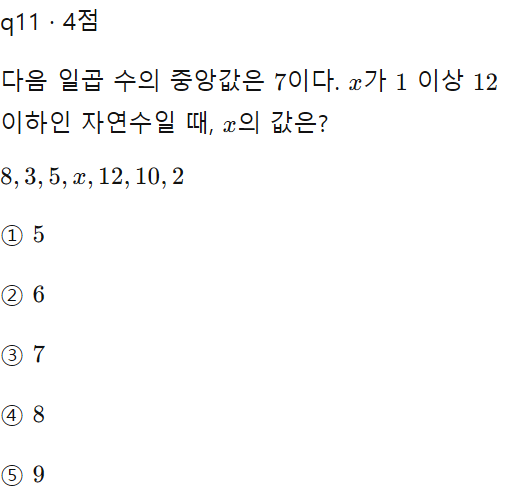 q11 · 4점
다음 일곱 수의 중앙값은 7이다. x가 1 이상 12
이하인 자연수일 때, x의 값은?
8, 3, 5, x, 12, 10, 2
① 5
② 6
③ 7
④ 8
⑤ 9